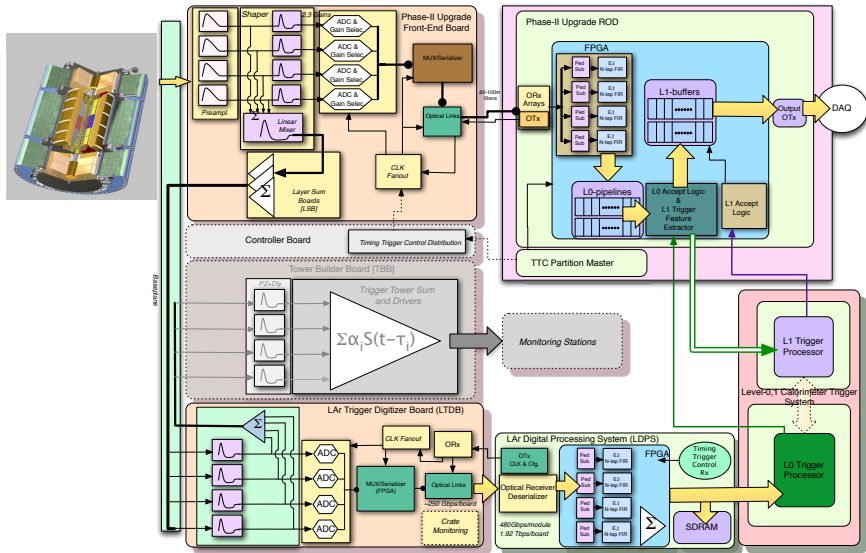 Shaper
2,3 Gains
Phase-II Upgrade
Front-End Board
ADC &
Gain Selec.
ADC &
Gain Selec.
ADC &
Gain Selec.
ADC &
Gain Selec.
Preampl.
Σ
Linear
Mixer
MUX/Serializer
Optical Links
CLK
Fanout
Σ
Layer Sum
Boards
[LSB]
Baseplane
Controller Board
Timing Trigger Control Distribution
Tower Builder Board [TBB]
PZ+Dly
Trigger Tower Sum
and Drivers
Σα_iS(t−τ_i)
Monitoring Stations
LAr Trigger Digitizer Board (LTDB)
Σ
ADC
ADC
ADC
ADC
CLK Fanout
ORx
MUX/Serializer
(FPGA)
Optical Links
~250 Gbps/board
Crate
Monitoring
Phase-II Upgrade ROD
FPGA
60-100m
fibers
ORx
Arrays
OTx
Ped
Sub
E,t
N-tap FIR
Ped
Sub
E,t
N-tap FIR
Ped
Sub
E,t
N-tap FIR
Ped
Sub
E,t
N-tap FIR
L1-buffers
Output
OTx
DAQ
L0-pipelines
L0 Accept Logic
&
L1 Trigger
Feature
Extractor
L1 Accept
Logic
TTC Partition Master
L1 Trigger
Processor
Level-0,1 Calorimeter Trigger
System
L0 Trigger
Processor
LAr Digital Processing System (LDPS)
OTx
CLK & Cfg.
Optical Receiver
Deserializer
480Gbps/module
1.92 Tbps/board
Ped
Sub
E,t
N-tap FIR
Ped
Sub
E,t
N-tap FIR
Ped
Sub
E,t
N-tap FIR
Ped
Sub
E,t
N-tap FIR
FPGA
Σ
Timing
Trigger
Control
Rx
SDRAM